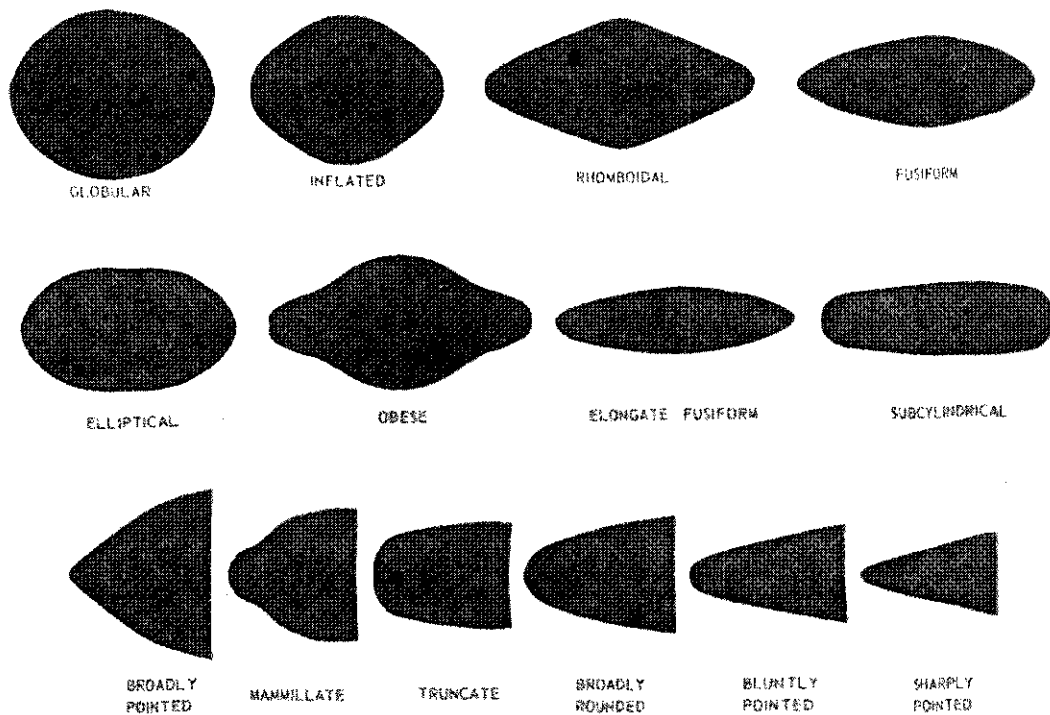 GLOBULAR
INFLATED
RHOMBOIDAL
FUSIFORM
ELLIPTICAL
OBESE
ELONGATE FUSIFORM
SUBCYLINDRICAL
BROADLY
POINTED
MAMMILLATE
TRUNCATE
BROADLY
ROUNDED
BLUNTLY
POINTED
SHARPLY
POINTED